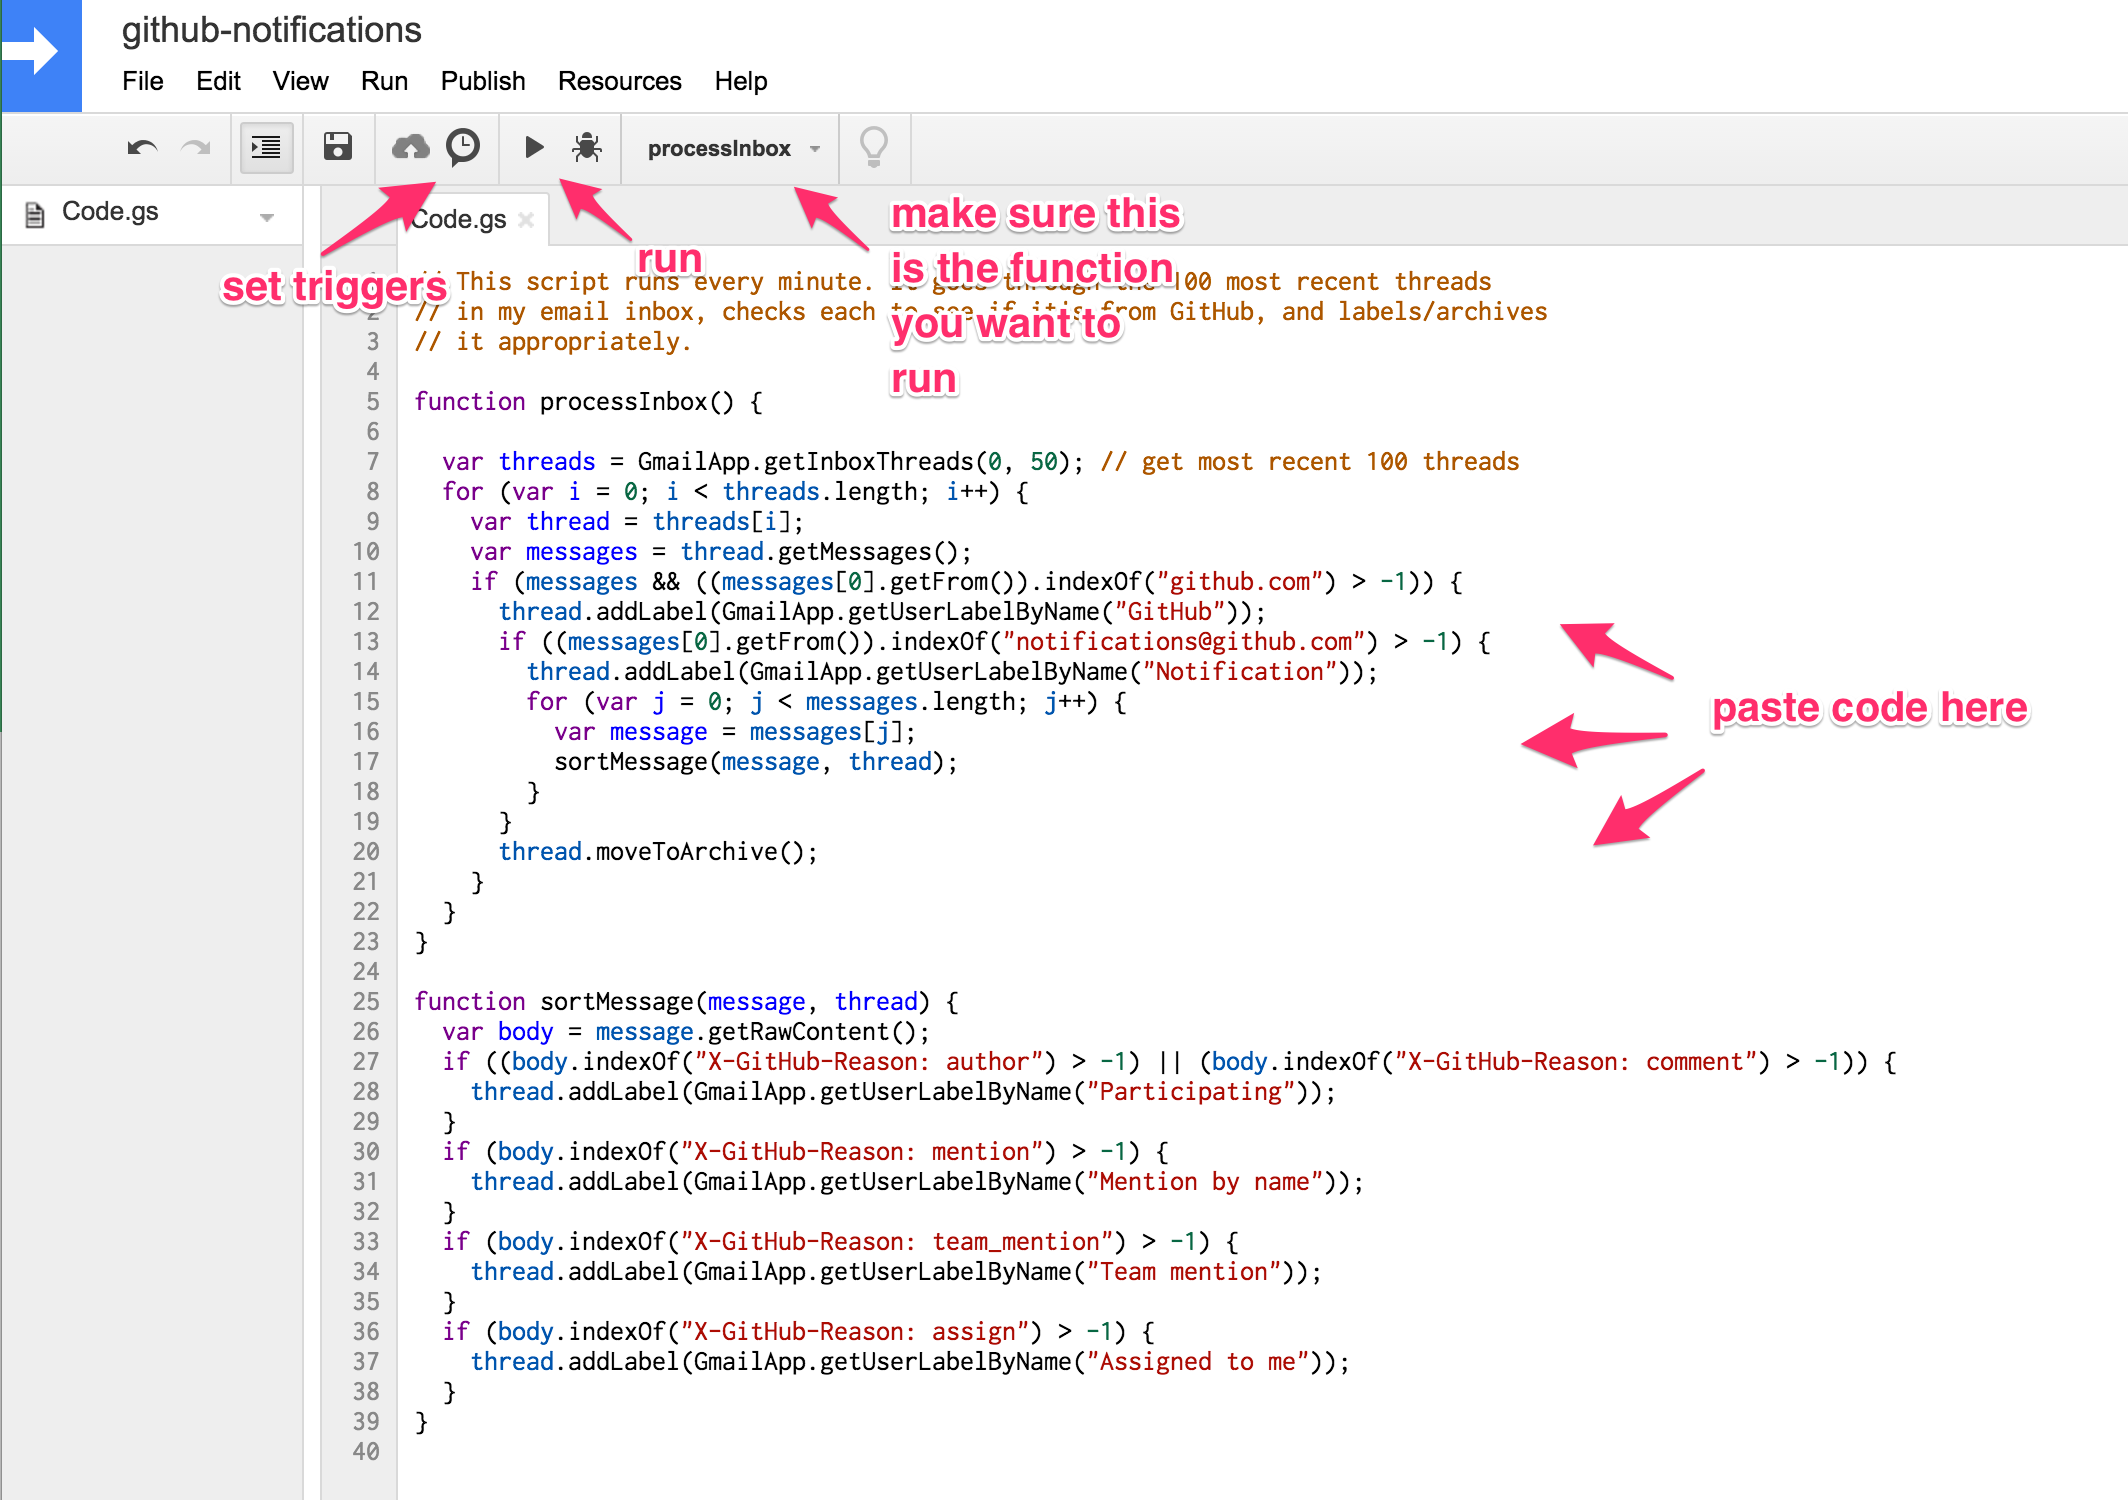 github-notifications
File Edit View Run Publish Resources Help
processInbox
Code.gs
Code.gs
set triggers
run
make sure this
is the function
you want to
run
paste code here
// This script runs every minute. It goes through the 100 most recent threads
2 // in my email inbox, checks each to see if it's from GitHub, and labels/archives
3 // it appropriately.
4
5 function processInbox() {
6
7 var threads = GmailApp.getInboxThreads(0, 50); // get most recent 100 threads
8 for (var i = 0; i < threads.length; i++) {
9 var thread = threads[i];
10 var messages = thread.getMessages();
11 if (messages && ((messages[0].getFrom()).indexOf("github.com") > -1)) {
12 thread.addLabel(GmailApp.getUserLabelByName("GitHub"));
13 if ((messages[0].getFrom()).indexOf("notifications@github.com") > -1) {
14 thread.addLabel(GmailApp.getUserLabelByName("Notification"));
15 for (var j = 0; j < messages.length; j++) {
16 var message = messages[j];
17 sortMessage(message, thread);
18 }
19 }
20 thread.moveToArchive();
21 }
22 }
23 }
24
25 function sortMessage(message, thread) {
26 var body = message.getRawContent();
27 if ((body.indexOf("X-GitHub-Reason: author") > -1) || (body.indexOf("X-GitHub-Reason: comment") > -1)) {
28 thread.addLabel(GmailApp.getUserLabelByName("Participating"));
29 }
30 if (body.indexOf("X-GitHub-Reason: mention") > -1) {
31 thread.addLabel(GmailApp.getUserLabelByName("Mention by name"));
32 }
33 if (body.indexOf("X-GitHub-Reason: team_mention") > -1) {
34 thread.addLabel(GmailApp.getUserLabelByName("Team mention"));
35 }
36 if (body.indexOf("X-GitHub-Reason: assign") > -1) {
37 thread.addLabel(GmailApp.getUserLabelByName("Assigned to me"));
38 }
39 }
40